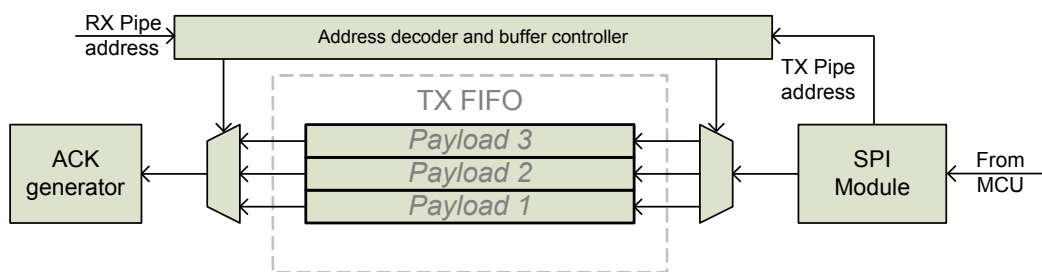 RX Pipe
address
Address decoder and buffer controller
TX Pipe
address
TX FIFO
ACK
generator
Payload 3
Payload 2
Payload 1
SPI
Module
From
MCU